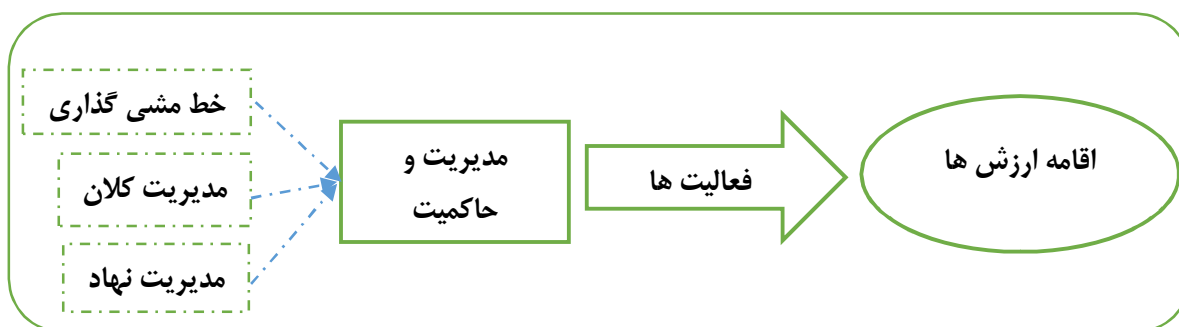 خط مشی گذاری
مدیریت کلان
مدیریت نهاد
مدیریت و
حاکمیت
فعالیت ها
اقامه ارزش ها